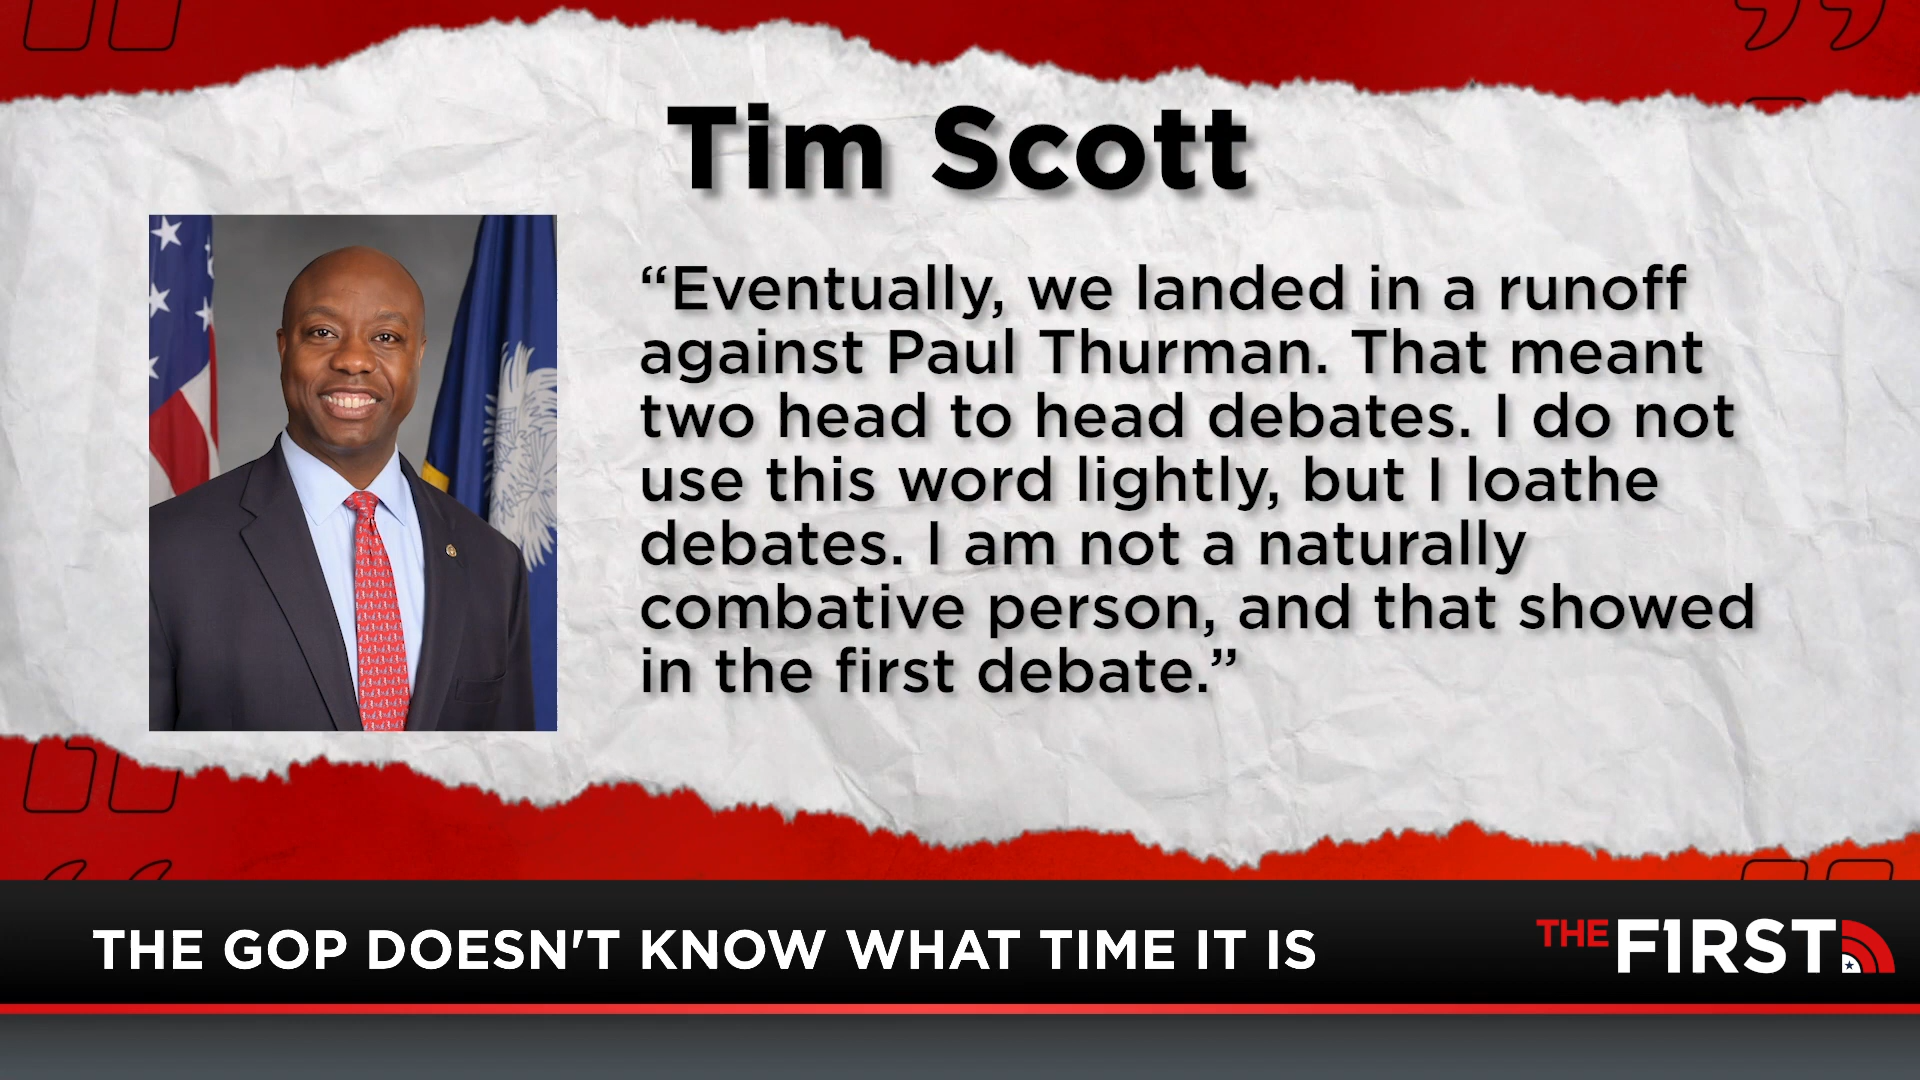 Tim Scott
“Eventually, we landed in a runoff
against Paul Thurman. That meant
two head to head debates. I do not
use this word lightly, but I loathe
debates. I am not a naturally
combative person, and that showed
in the first debate.”
THE GOP DOESN'T KNOW WHAT TIME IT IS
THE F1RST